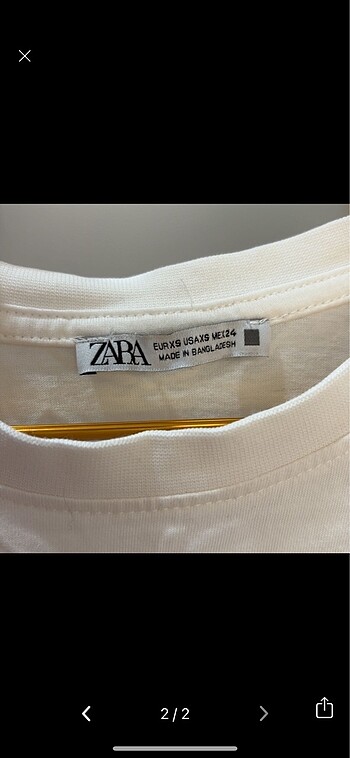 ZARA
EUR XS USA XS MEX 24
MADE IN BANGLADESH
2/2